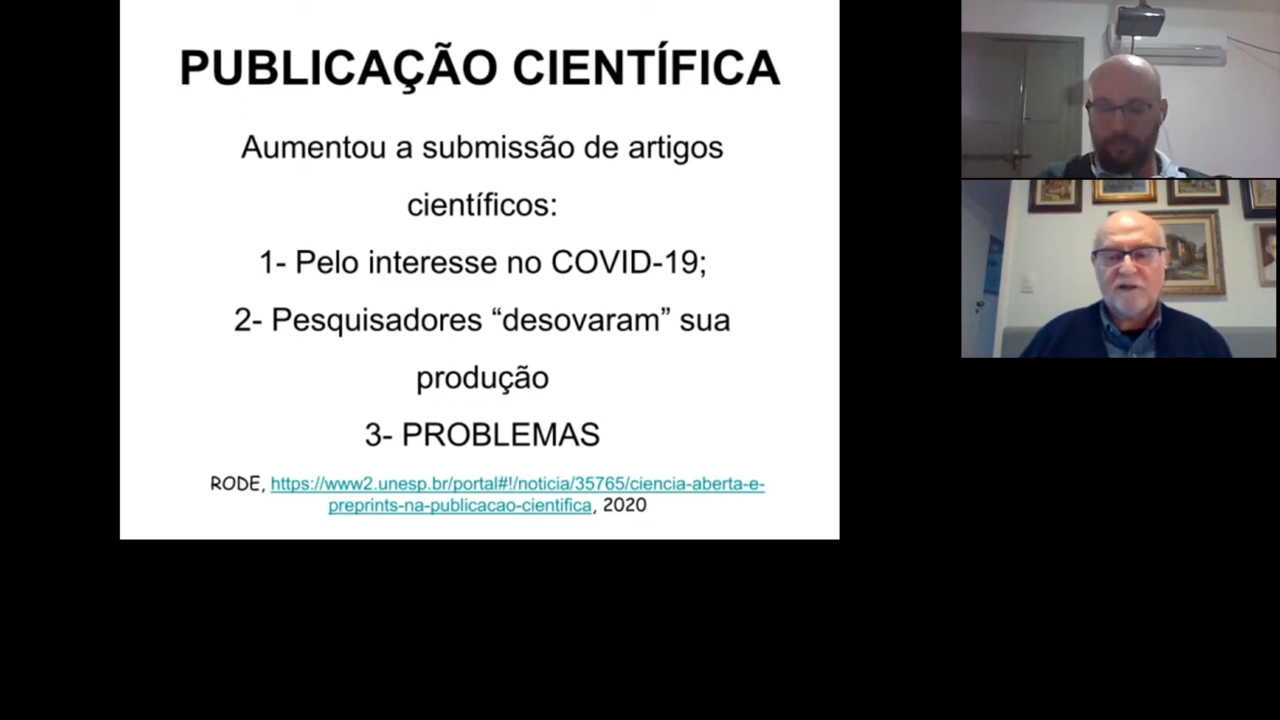 PUBLICAÇÃO CIENTÍFICA
Aumentou a submissão de artigos
científicos:
1- Pelo interesse no COVID-19;
2- Pesquisadores “desovaram” sua
produção
3- PROBLEMAS
RODE, https://www2.unesp.br/portal#!/noticia/35765/ciencia-aberta-e-
preprints-na-publicacao-cientifica, 2020